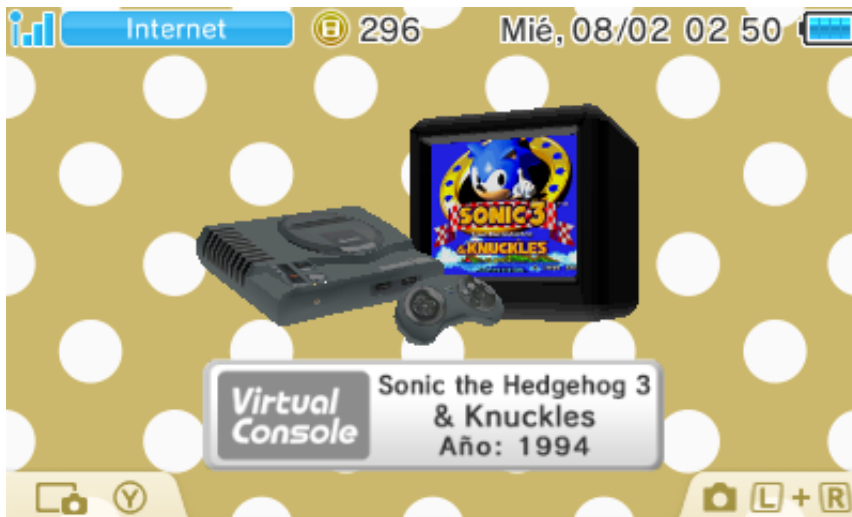 Internet
296
Mié, 08/02 02 50
SONIC 3
& KNUCKLES
Virtual
Console
Sonic the Hedgehog 3
& Knuckles
Año: 1994
Y
L + R